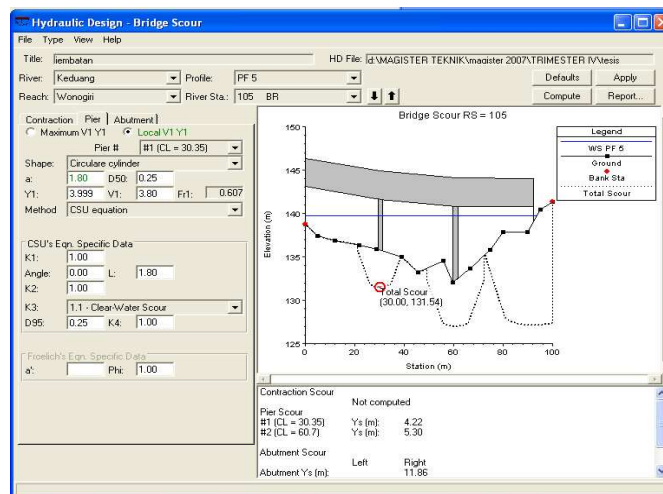 Hydraulic Design - Bridge Scour
File Type View Help
Title: jembatan HD File: d:\MAGISTER TEKNIK\magister 2007\TRIMESTER IV\tesis
River: Keduang Profile: PF 5 Defaults Apply
Reach: Wonogiri River Sta.: 105 BR Compute Report...
Contraction Pier Abutment
Maximum V1 Y1 Local V1 Y1
Pier # #1 (CL = 30.35)
Shape: Circulare cylinder
a: 1.80 D50: 0.25
Y1: 3.999 V1: 3.80 Fr1: 0.607
Method CSU equation
CSU's Eqn. Specific Data
K1: 1.00
Angle: 0.00 L: 1.80
K2: 1.00
K3: 1.1 - Clear-Water Scour
D95: 0.25 K4: 1.00
Froelich's Eqn. Specific Data
a': Phi: 1.00
Bridge Scour RS = 105
Legend
WS PF 5
Ground
Bank Sta
Total Scour
Elevation (m)
150
145
140
135
130
125
Total Scour
(30.00, 131.54)
0 20 40 60 80 100
Station (m)
Contraction Scour
Not computed
Pier Scour
#1 (CL = 30.35) Ys (m): 4.22
#2 (CL = 60.7) Ys (m): 5.30
Abutment Scour
Left Right
Abutment Ys (m): 11.86